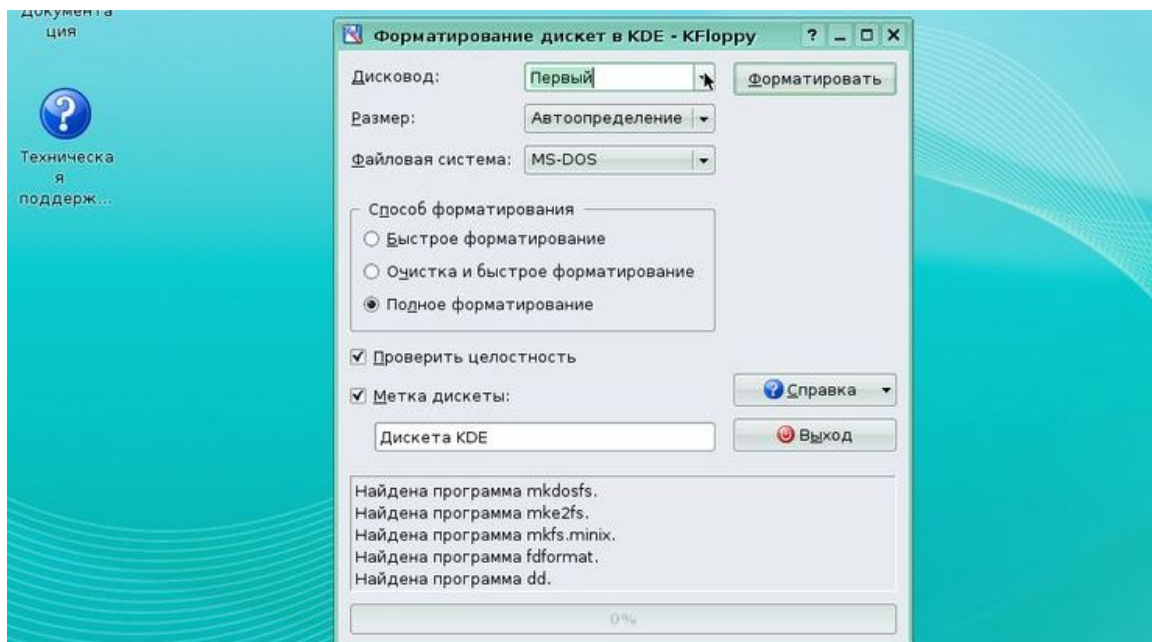 Документа
ция
Техническа
я
поддерж...
Форматирование дискет в KDE - KFloppy
Дисковод: Первый Форматировать
Размер: Автоопределение
Файловая система: MS-DOS
Способ форматирования
Быстрое форматирование
Очистка и быстрое форматирование
Полное форматирование
Проверить целостность
Метка дискеты:
Справка
Дискета KDE
Выход
Найдена программа mkdosfs.
Найдена программа mke2fs.
Найдена программа mkfs.minix.
Найдена программа fdformat.
Найдена программа dd.
0%